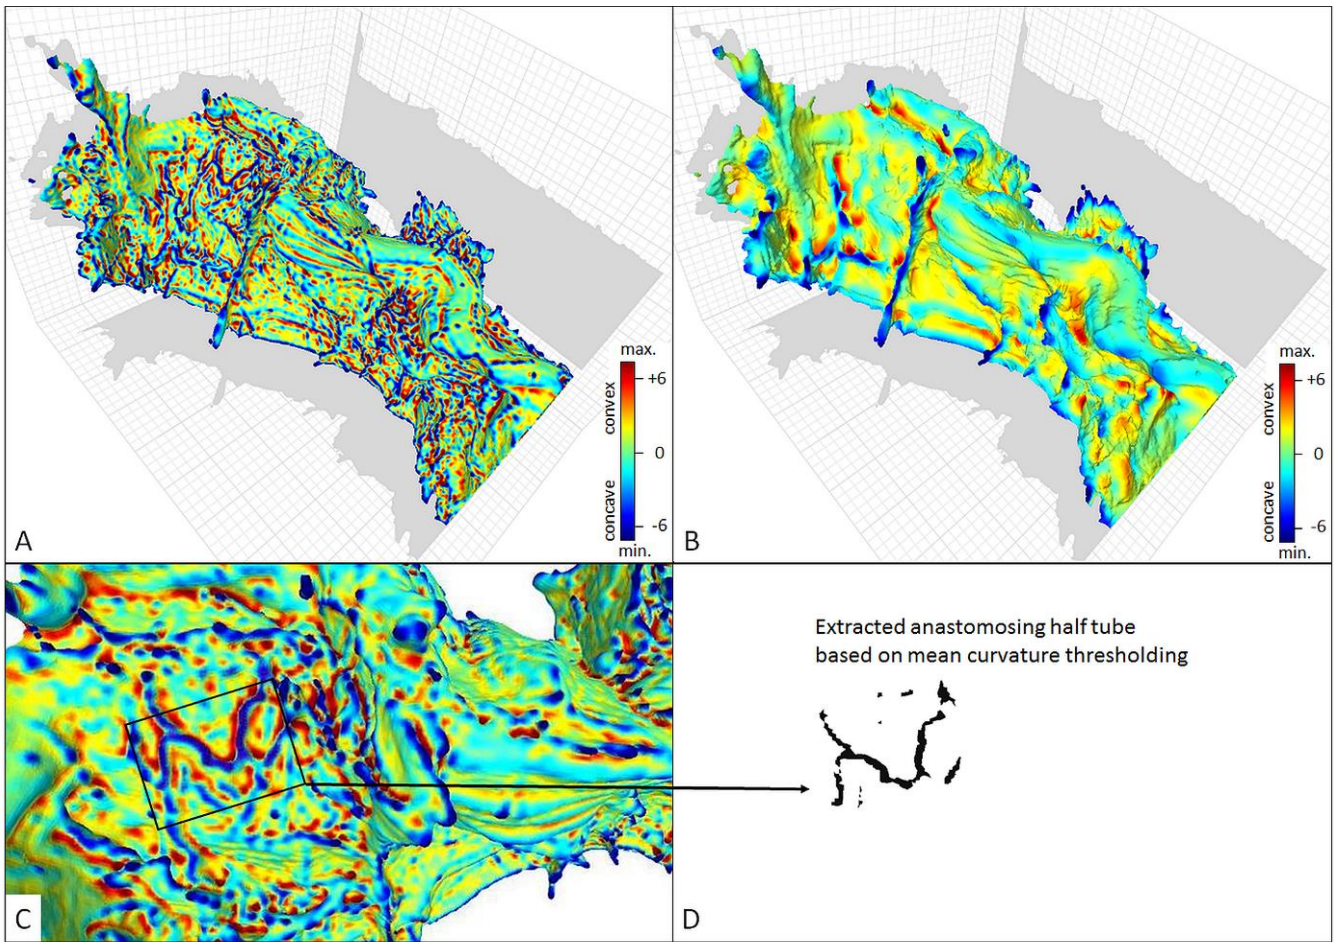 max.
+6
convex
0
concave
-6
min.
A
max.
+6
convex
0
concave
-6
min.
B
C
Extracted anastomosing half tube
based on mean curvature thresholding
D